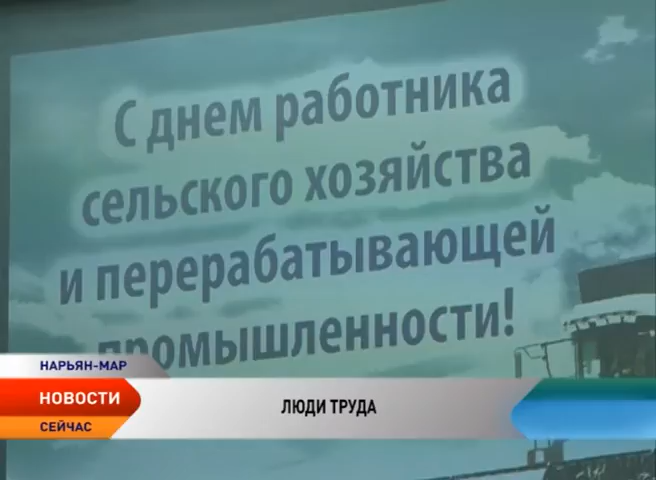 С днем работника
сельского хозяйства
и перерабатывающей
промышленности!
НАРЬЯН-МАР
НОВОСТИ
ЛЮДИ ТРУДА
СЕЙЧАС